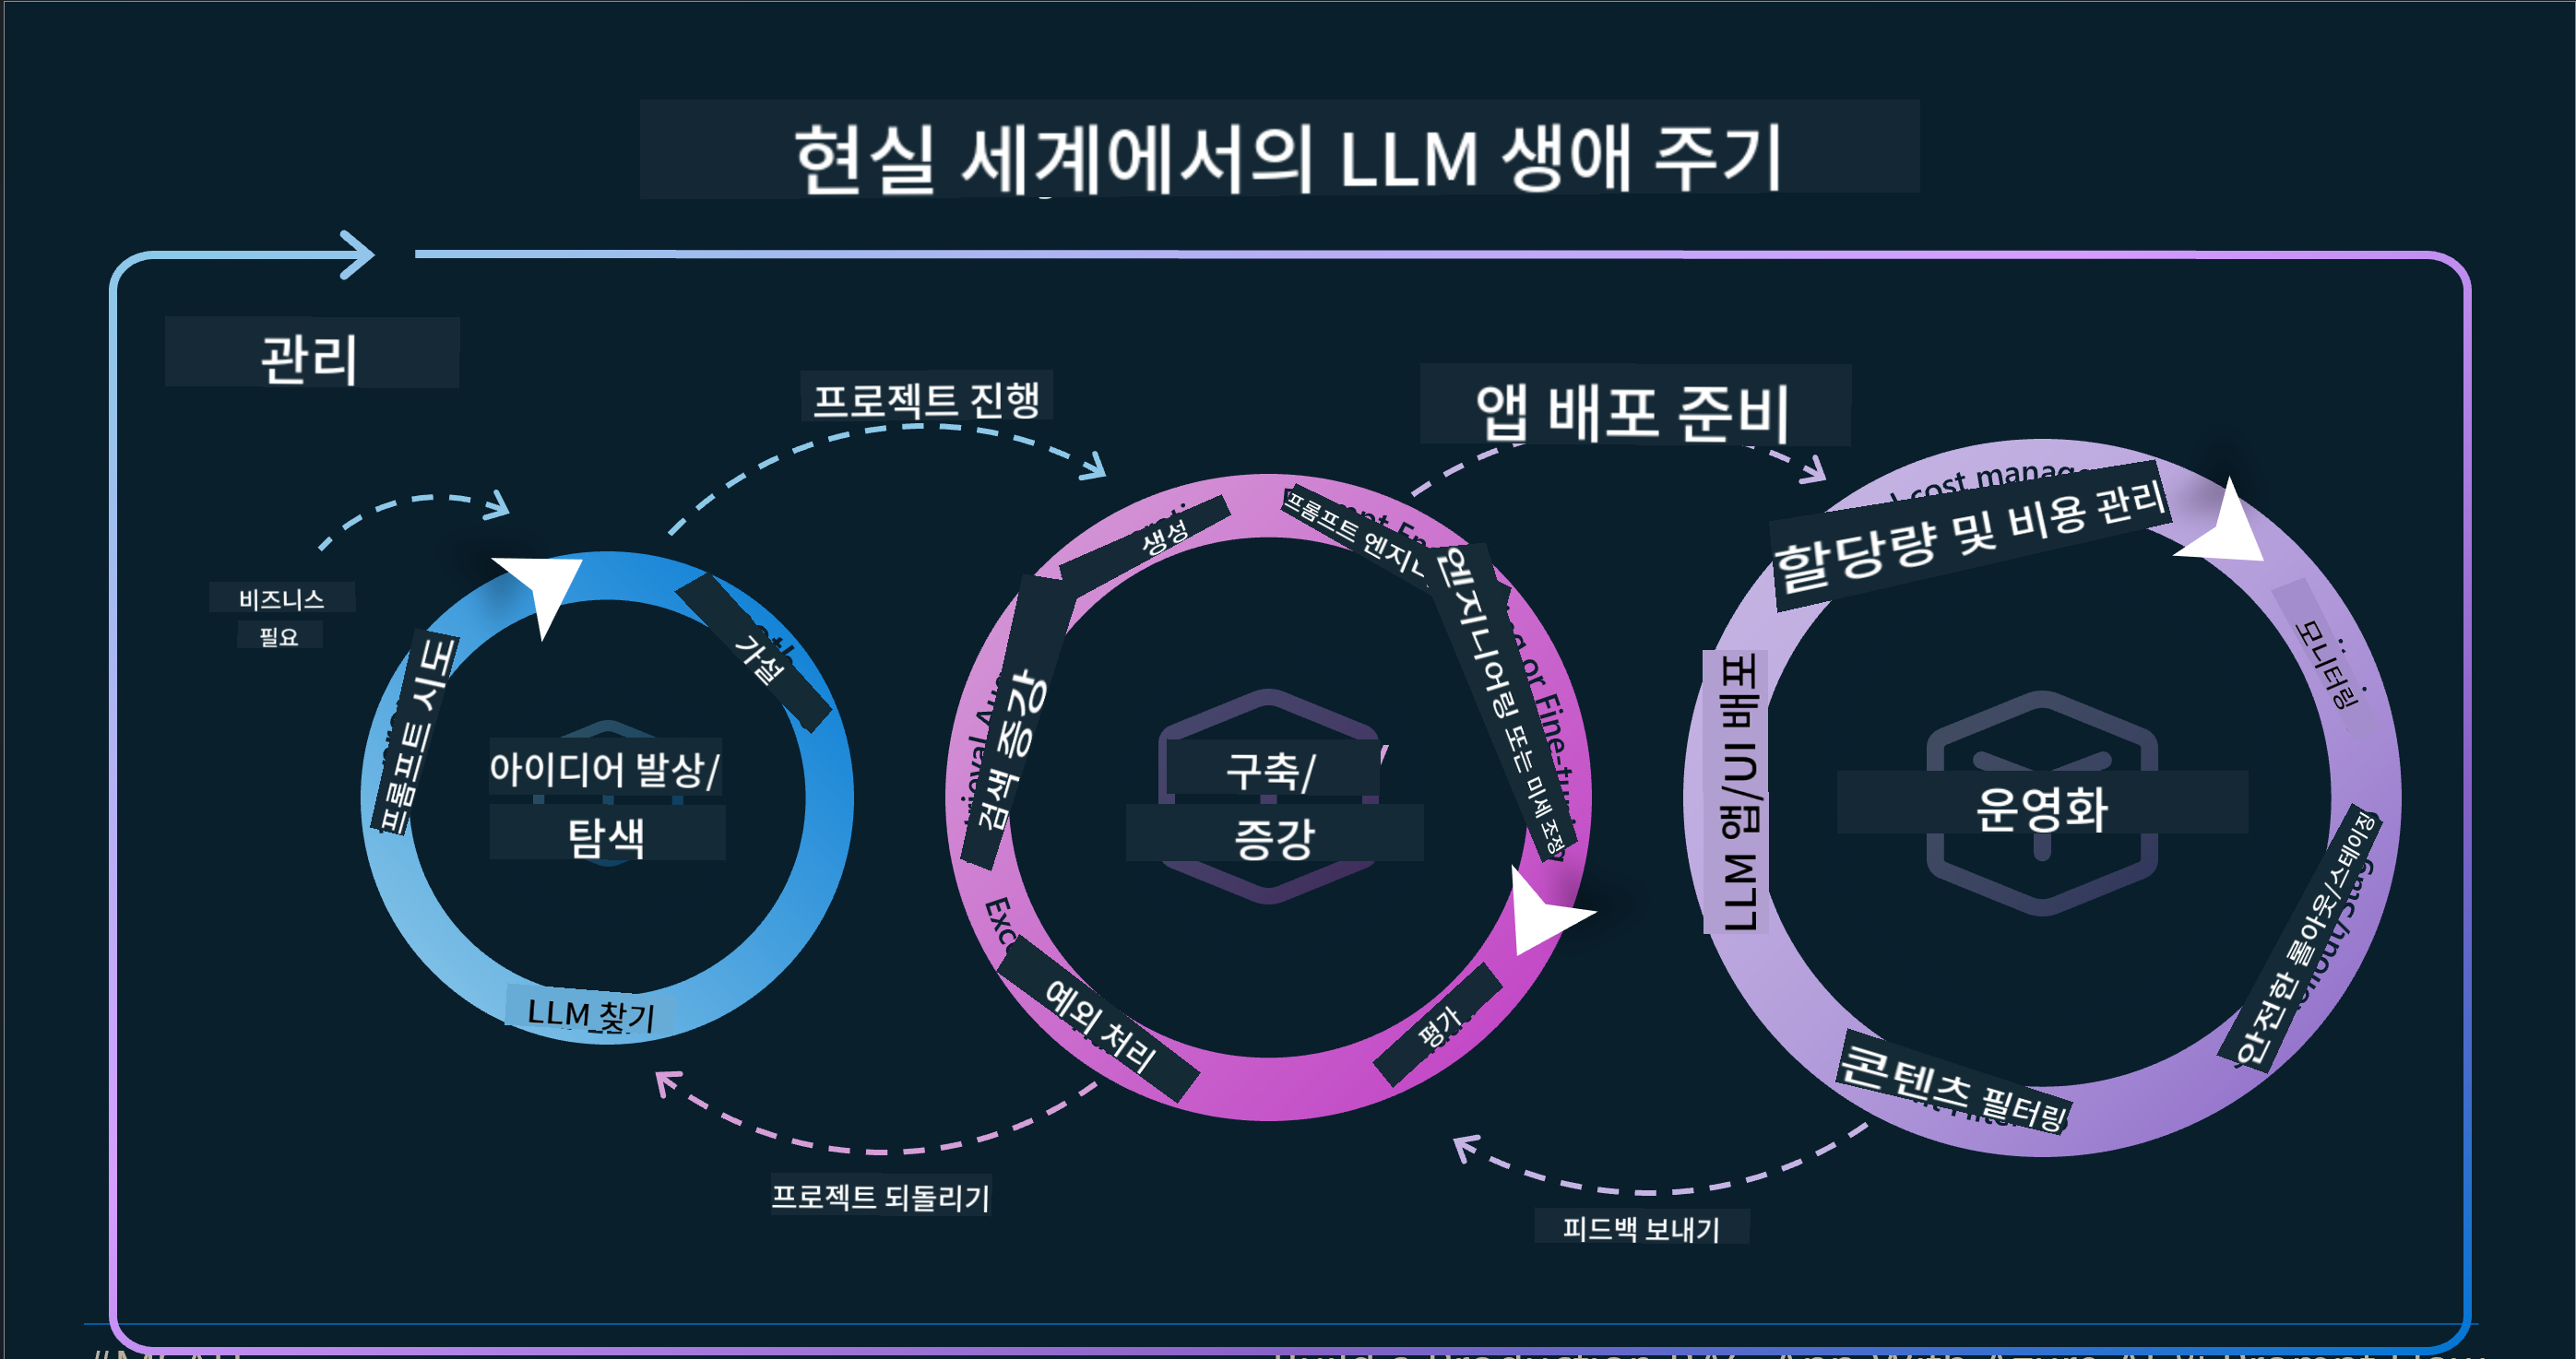 현실 세계에서의 LLM 생애 주기
관리
프로젝트 진행
앱 배포 준비
비즈니스
필요
프롬프트 시도
가설
아이디어 발상/
탐색
LLM 찾기
생성
프롬프트
엔지니어링 또는 미세 조정
검색 증강
구축/
증강
예외 처리
평가
할당량 및 비용 관리
cost
모니터링
LLM 앱/UI 배포
운영화
안전한 롤아웃/스테이징
콘텐츠 필터링
프로젝트 되돌리기
피드백 보내기